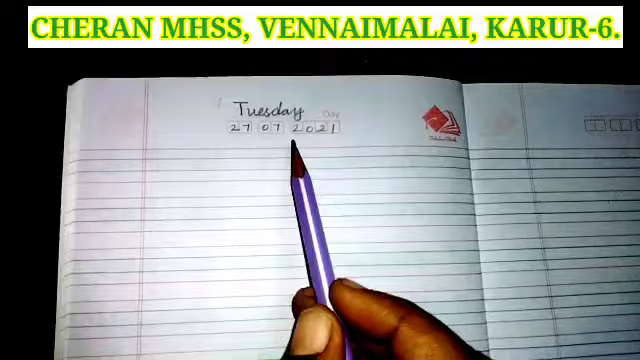 CHERAN MHSS, VENNAIMALAI, KARUR-6.
Tuesday Day
27 07 2021